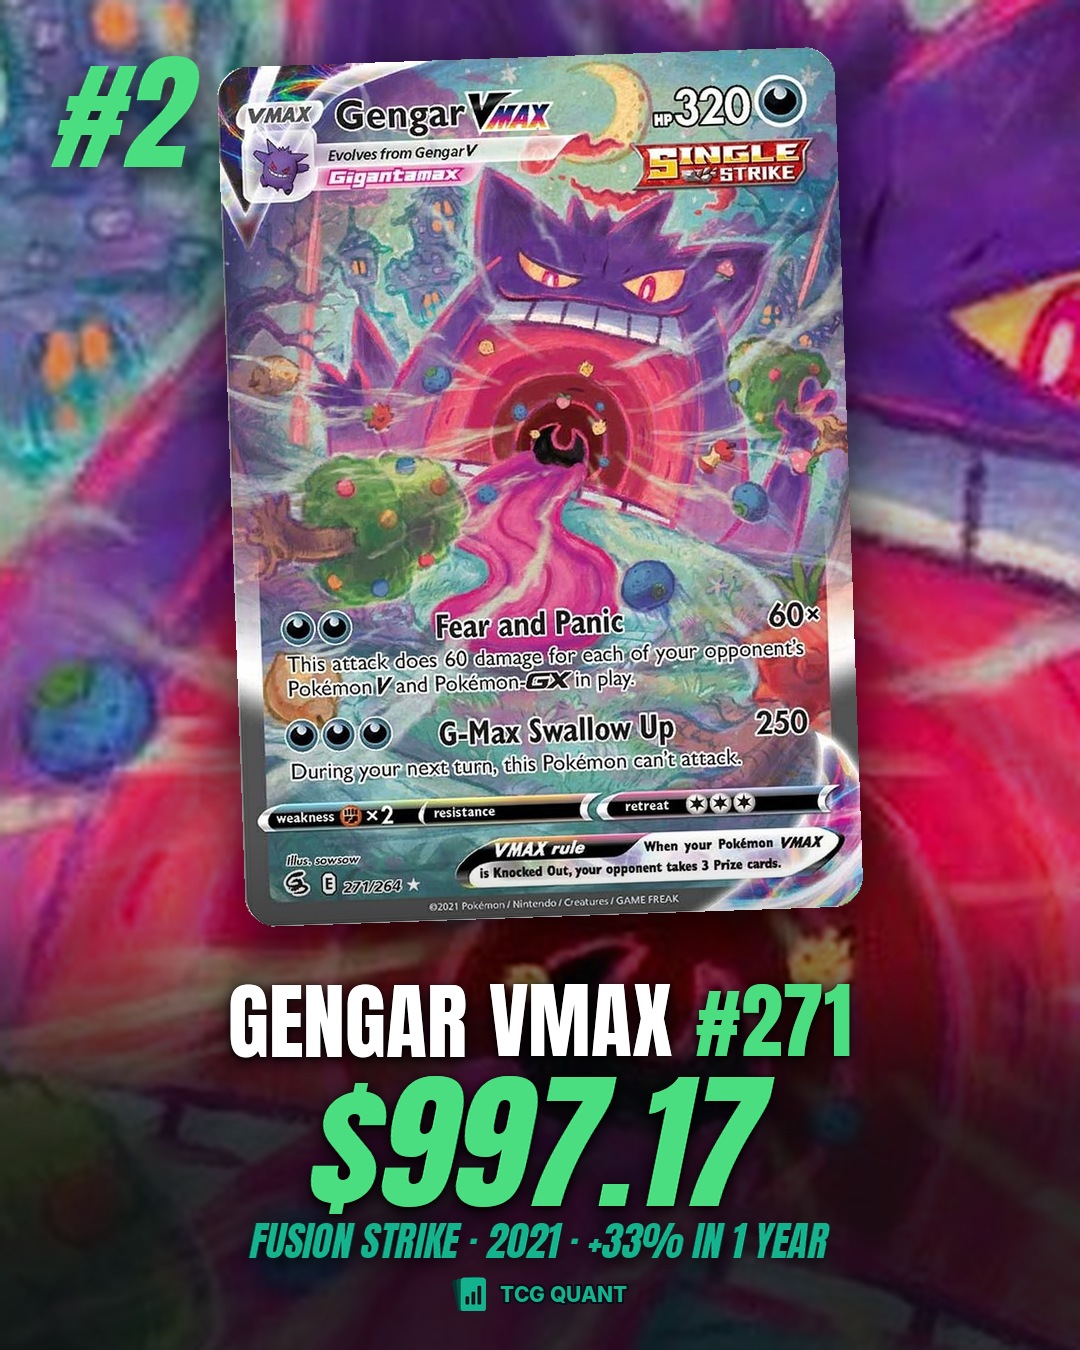 #2
VMAX
Gengar VMAX
HP 320
Evolves from Gengar V
Gigantamax
SINGLE
STRIKE
Fear and Panic 60×
This attack does 60 damage for each of your opponent's
Pokémon V and Pokémon-GX in play.
G-Max Swallow Up 250
During your next turn, this Pokémon can't attack.
weakness ×2 resistance retreat
Illus. sowsow
VMAX rule When your Pokémon VMAX
is Knocked Out, your opponent takes 3 Prize cards.
E 271/264
©2021 Pokémon / Nintendo / Creatures / GAME FREAK
GENGAR VMAX #271
$997.17
FUSION STRIKE · 2021 · +33% IN 1 YEAR
TCG QUANT